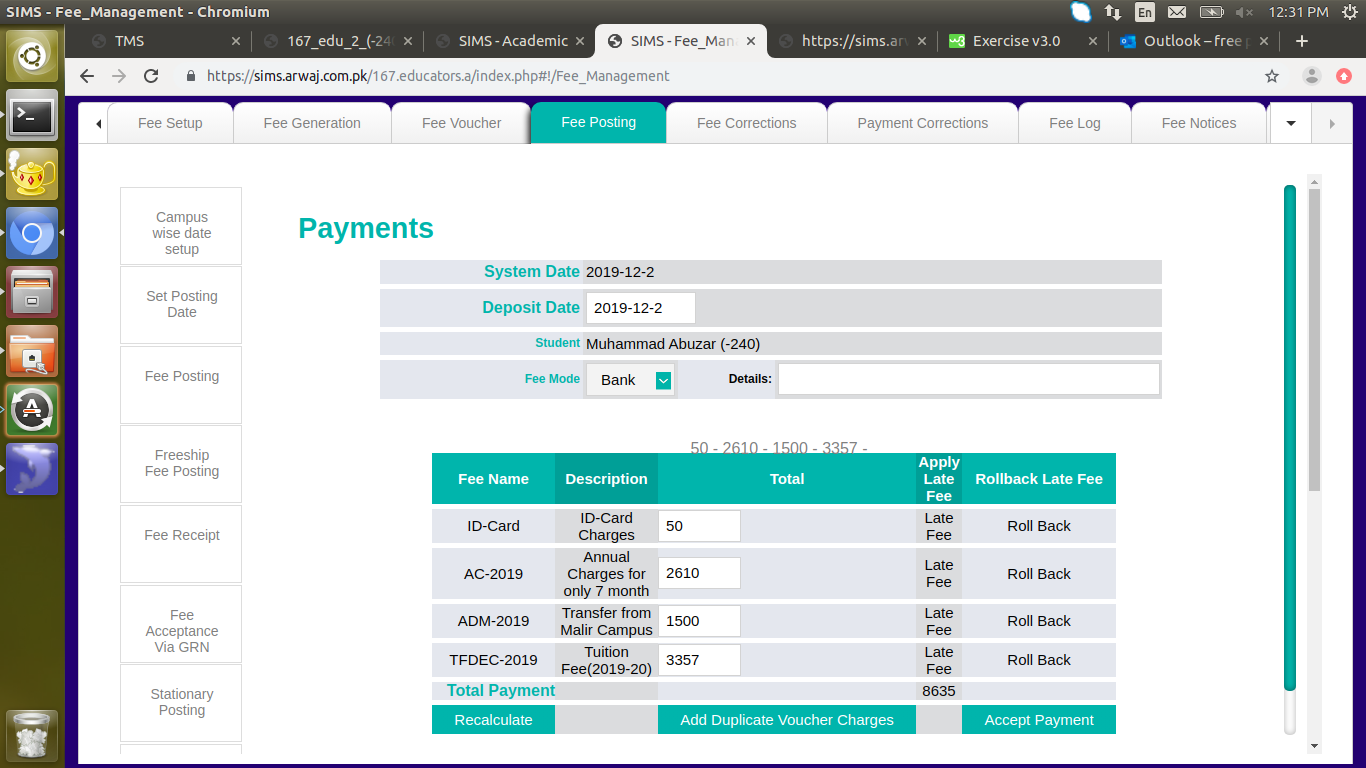 SIMS - Fee_Management - Chromium
En
12:31 PM
TMS
167_edu_2_(-24
SIMS - Academic
SIMS - Fee_Man
https://sims.arw
Exercise v3.0
Outlook – free p
https://sims.arwaj.com.pk/167.educators.a/index.php#!/Fee_Management
Fee Setup
Fee Generation
Fee Voucher
Fee Posting
Fee Corrections
Payment Corrections
Fee Log
Fee Notices
Campus
wise date
setup
Set Posting
Date
Fee Posting
Freeship
Fee Posting
Fee Receipt
Fee
Acceptance
Via GRN
Stationary
Posting
Payments
System Date 2019-12-2
Deposit Date 2019-12-2
Student Muhammad Abuzar (-240)
Fee Mode Bank Details:
50 - 2610 - 1500 - 3357 -
Fee Name
Description
Total
Apply
Late
Fee
Rollback Late Fee
ID-Card
ID-Card
Charges
50
Late
Fee
Roll Back
AC-2019
Annual
Charges for
only 7 month
2610
Late
Fee
Roll Back
ADM-2019
Transfer from
Malir Campus
1500
Late
Fee
Roll Back
TFDEC-2019
Tuition
Fee(2019-20)
3357
Late
Fee
Roll Back
Total Payment 8635
Recalculate
Add Duplicate Voucher Charges
Accept Payment